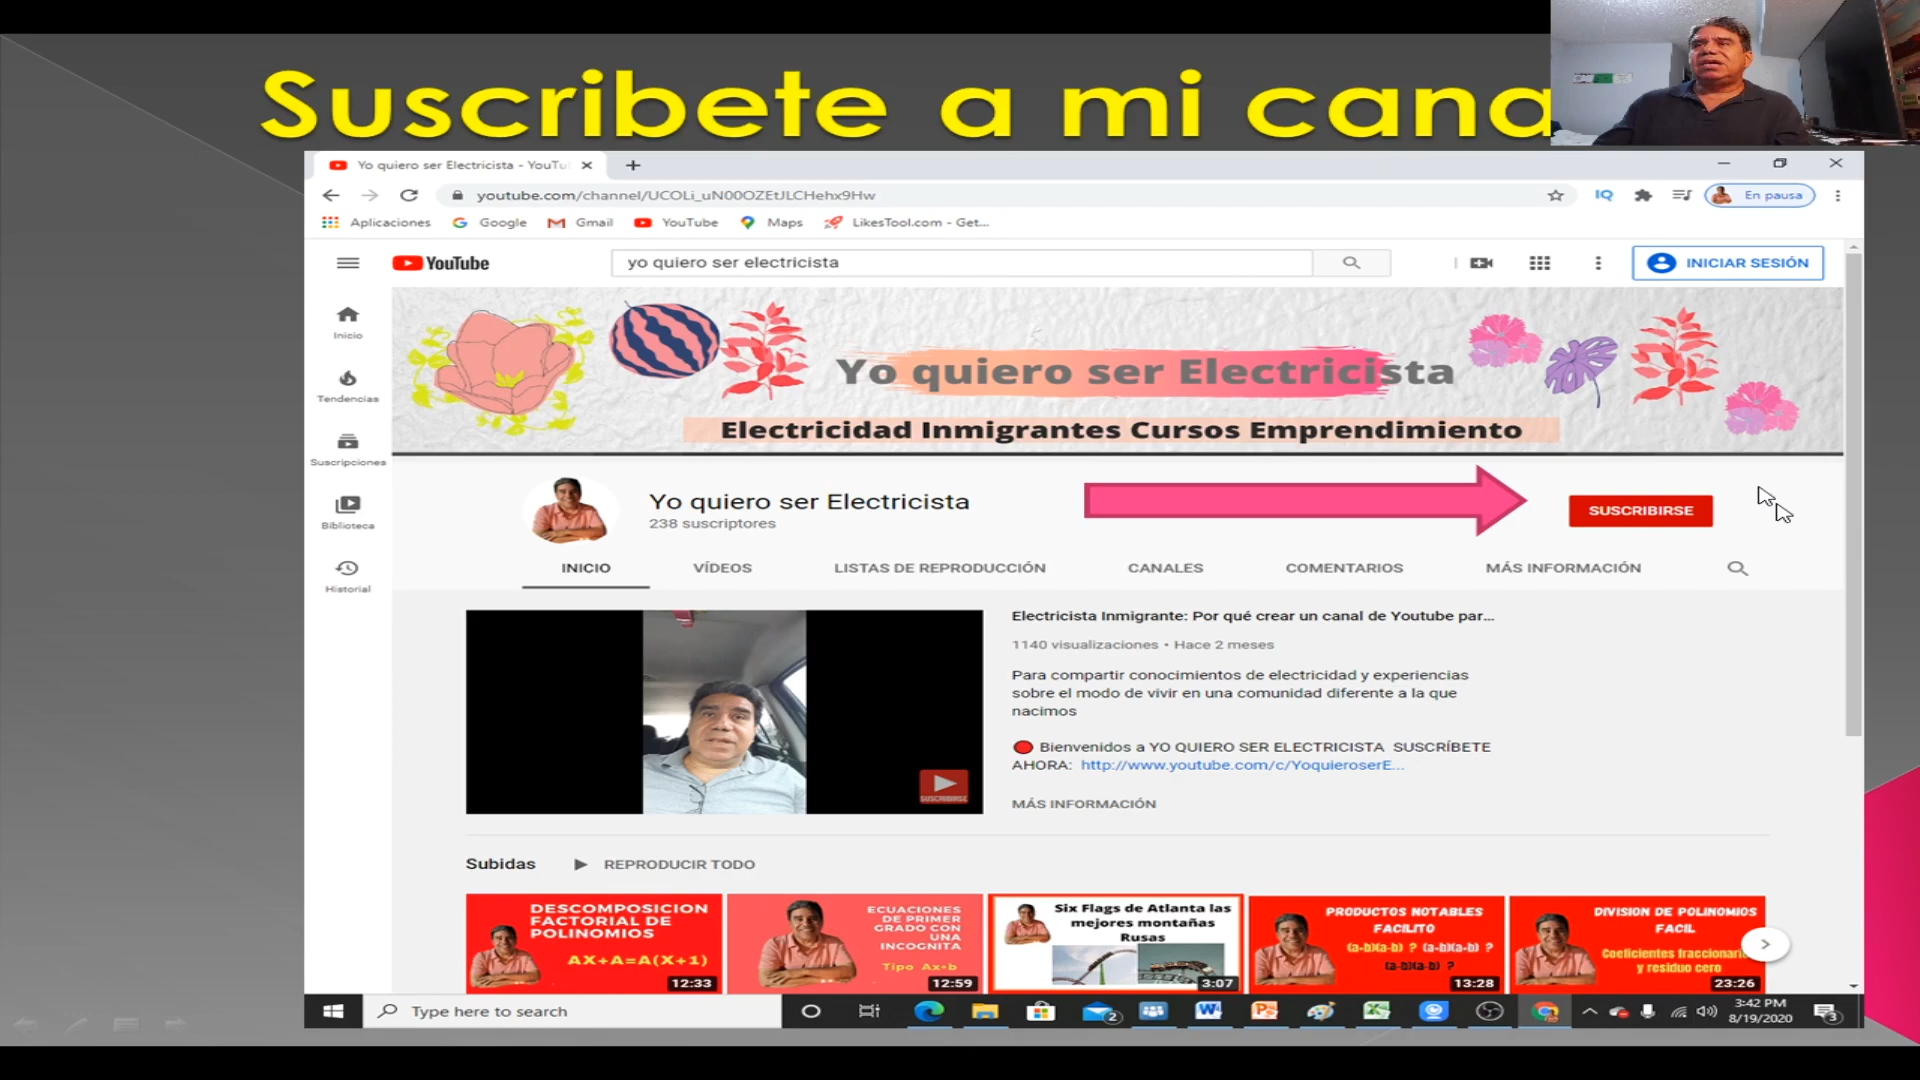 Suscribete a mi cana
Yo quiero ser Electricista - YouTu
youtube.com/channel/UCOLi_uN00OZEtJLCHehx9Hw
IQ
En pausa
Aplicaciones
Google
Gmail
YouTube
Maps
LikesTool.com - Get...
YouTube
yo quiero ser electricista
INICIAR SESIÓN
Inicio
Tendencias
Suscripciones
Biblioteca
Historial
Yo quiero ser Electricista
Electricidad Inmigrantes Cursos Emprendimiento
Yo quiero ser Electricista
238 suscriptores
SUSCRIBIRSE
INICIO
VÍDEOS
LISTAS DE REPRODUCCIÓN
CANALES
COMENTARIOS
MÁS INFORMACIÓN
SUSCRIBIRSE
Electricista Inmigrante: Por qué crear un canal de Youtube par...
1140 visualizaciones • Hace 2 meses
Para compartir conocimientos de electricidad y experiencias
sobre el modo de vivir en una comunidad diferente a la que
nacimos
Bienvenidos a YO QUIERO SER ELECTRICISTA SUSCRÍBETE
AHORA: http://www.youtube.com/c/YoquieroserE...
MÁS INFORMACIÓN
Subidas
REPRODUCIR TODO
DESCOMPOSICION
FACTORIAL DE
POLINOMIOS
AX+A=A(X+1)
12:33
ECUACIONES
DE PRIMER
GRADO CON
UNA
INCOGNITA
Tipo Ax=b
12:59
Six Flags de Atlanta las
mejores montañas
Rusas
3:07
PRODUCTOS NOTABLES
FACILITO
(a-b)(a-b) ? (a-b)(a-b) ?
(a-b)(a-b) ?
13:28
DIVISION DE POLINOMIOS
FACIL
Coeficientes fraccionari
y residuo cero
23:26
Type here to search
2
3:42 PM
8/19/2020
3